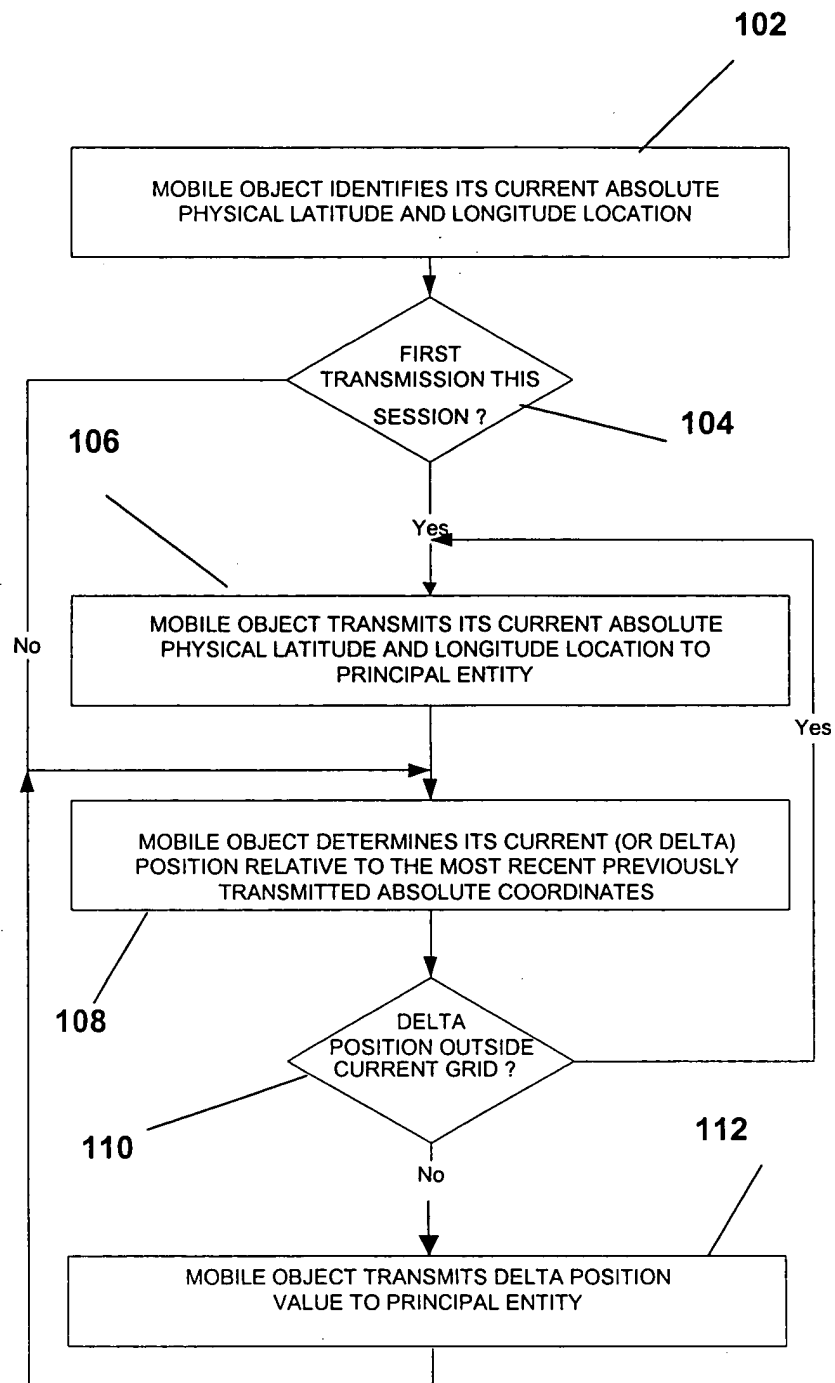 102
MOBILE OBJECT IDENTIFIES ITS CURRENT ABSOLUTE
PHYSICAL LATITUDE AND LONGITUDE LOCATION
FIRST
TRANSMISSION THIS
SESSION ?
104
106
Yes
MOBILE OBJECT TRANSMITS ITS CURRENT ABSOLUTE
PHYSICAL LATITUDE AND LONGITUDE LOCATION TO
PRINCIPAL ENTITY
No
Yes
MOBILE OBJECT DETERMINES ITS CURRENT (OR DELTA)
POSITION RELATIVE TO THE MOST RECENT PREVIOUSLY
TRANSMITTED ABSOLUTE COORDINATES
108
DELTA
POSITION OUTSIDE
CURRENT GRID ?
110
112
No
MOBILE OBJECT TRANSMITS DELTA POSITION
VALUE TO PRINCIPAL ENTITY